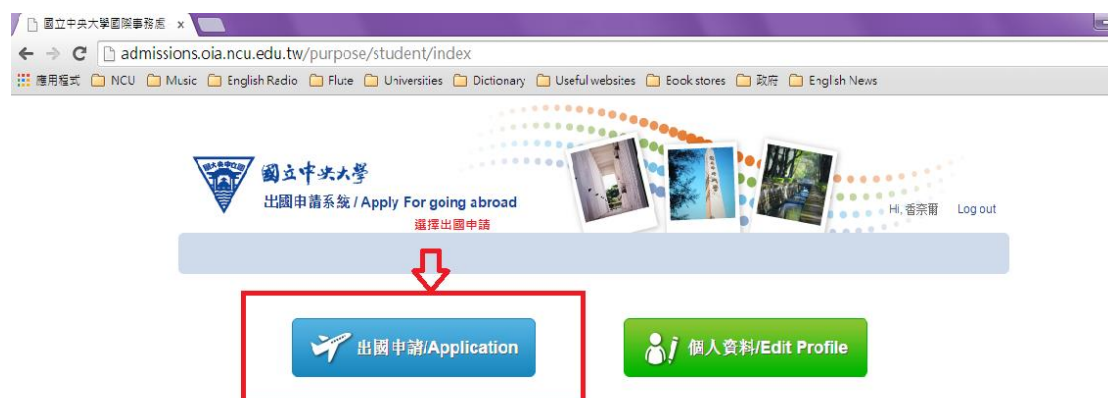 國立中央大學國際事務處 ×
admissions.oia.ncu.edu.tw/purpose/student/index
應用程式 NCU Music English Radio Flute Universities Dictionary Useful websites Book stores 政府 English News
國立中央大學
出國申請系統 / Apply For going abroad
選擇出國申請
Hi, 香奈爾 Log out
出國申請/Application
個人資料/Edit Profile